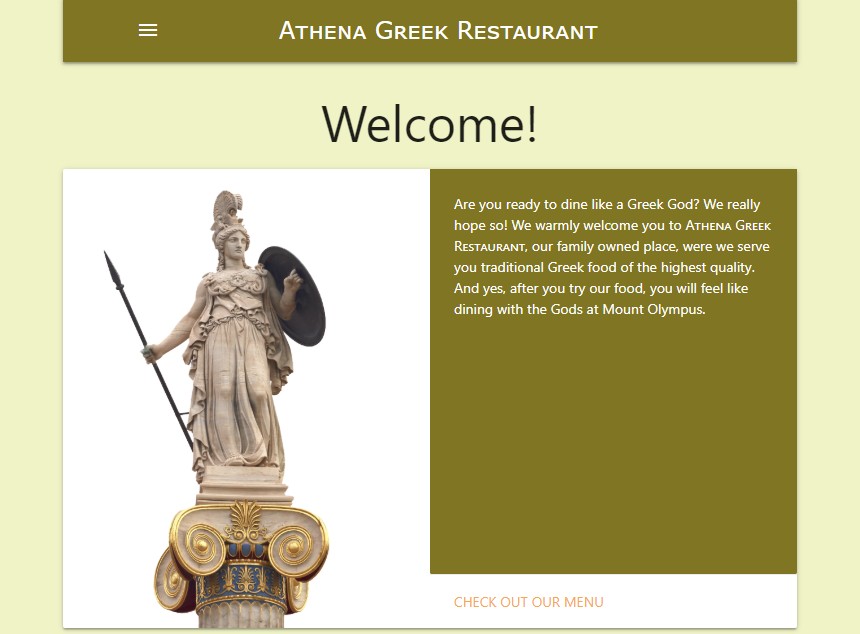 Athena Greek Restaurant
Welcome!
Are you ready to dine like a Greek God? We really
hope so! We warmly welcome you to Athena Greek
Restaurant, our family owned place, were we serve
you traditional Greek food of the highest quality.
And yes, after you try our food, you will feel like
dining with the Gods at Mount Olympus.
CHECK OUT OUR MENU